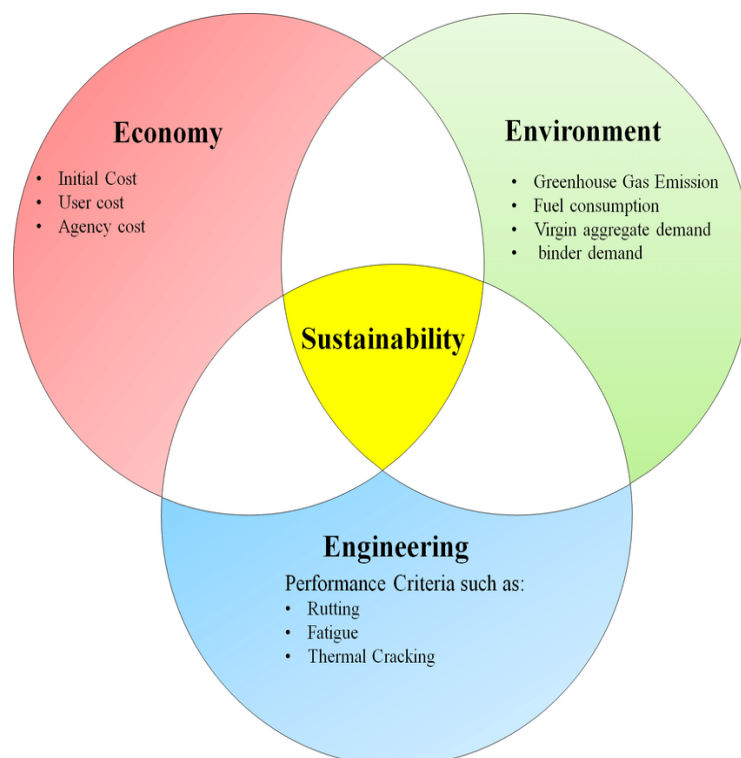 Economy
• Initial Cost
• User cost
• Agency cost
Environment
• Greenhouse Gas Emission
• Fuel consumption
• Virgin aggregate demand
• binder demand
Sustainability
Engineering
Performance Criteria such as:
• Rutting
• Fatigue
• Thermal Cracking